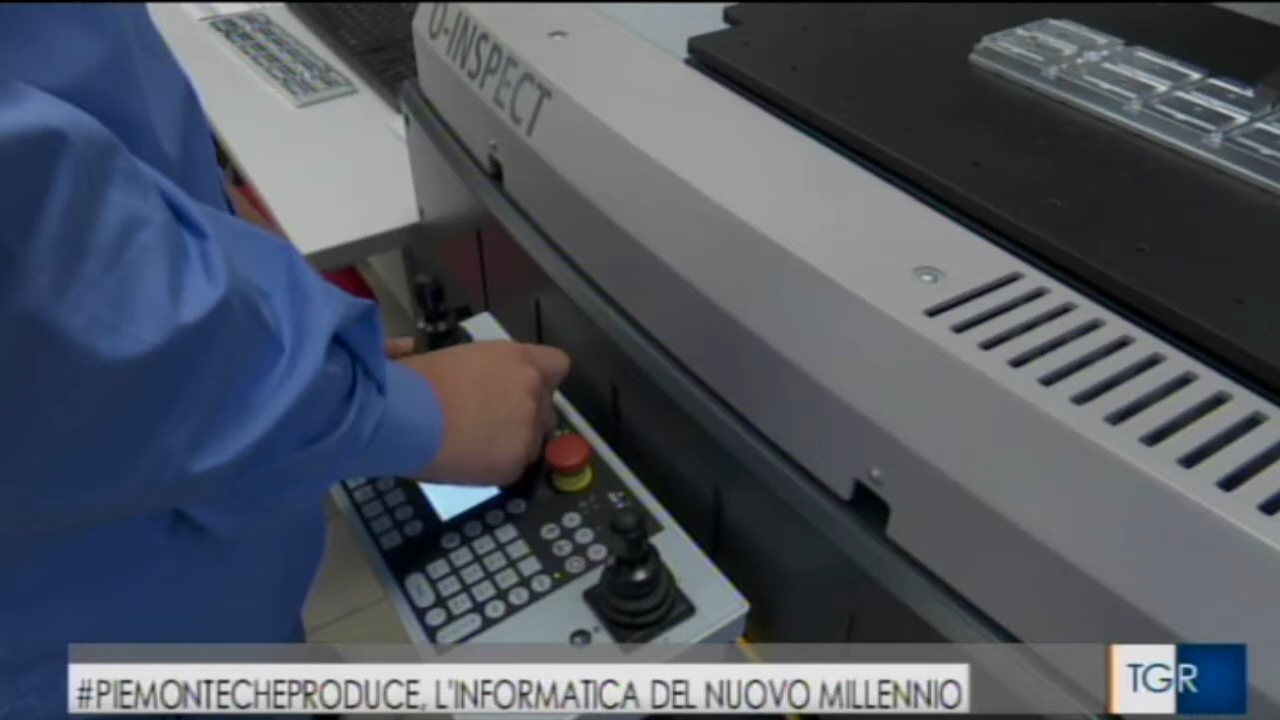 O-INSPECT
#PIEMONTECHEPRODUCE, L'INFORMATICA DEL NUOVO MILLENNIO
TGR